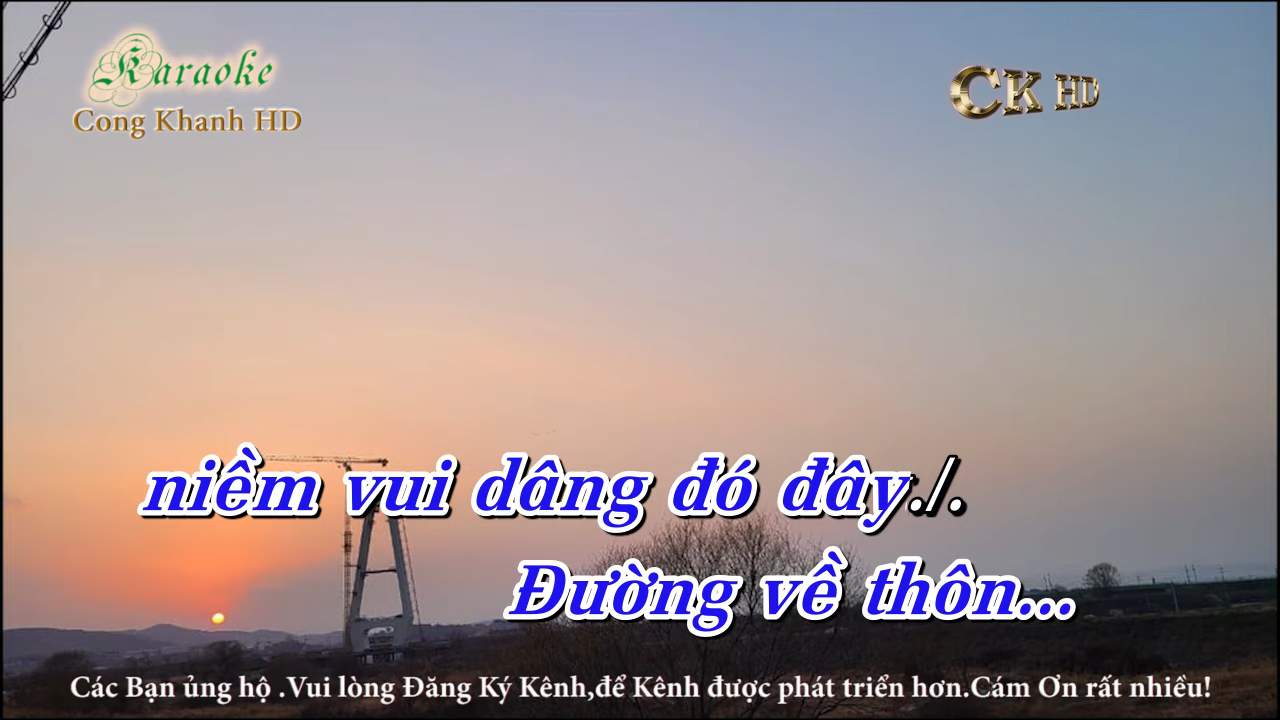 Karaoke
Cong Khanh HD
CK HD
niềm vui dâng đó đây./.
Đường về thôn...
Các Bạn ủng hộ .Vui lòng Đăng Ký Kênh,để Kênh được phát triển hơn.Cám Ơn rất nhiều!